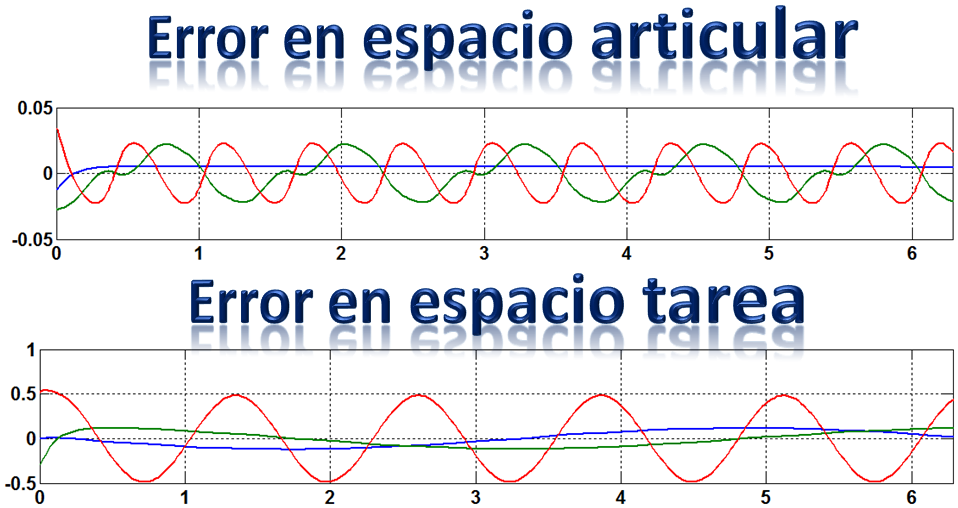 Error en espacio articular
0.05
0
-0.05
0 1 2 3 4 5 6
Error en espacio tarea
1
0.5
0
-0.5
0 1 2 3 4 5 6